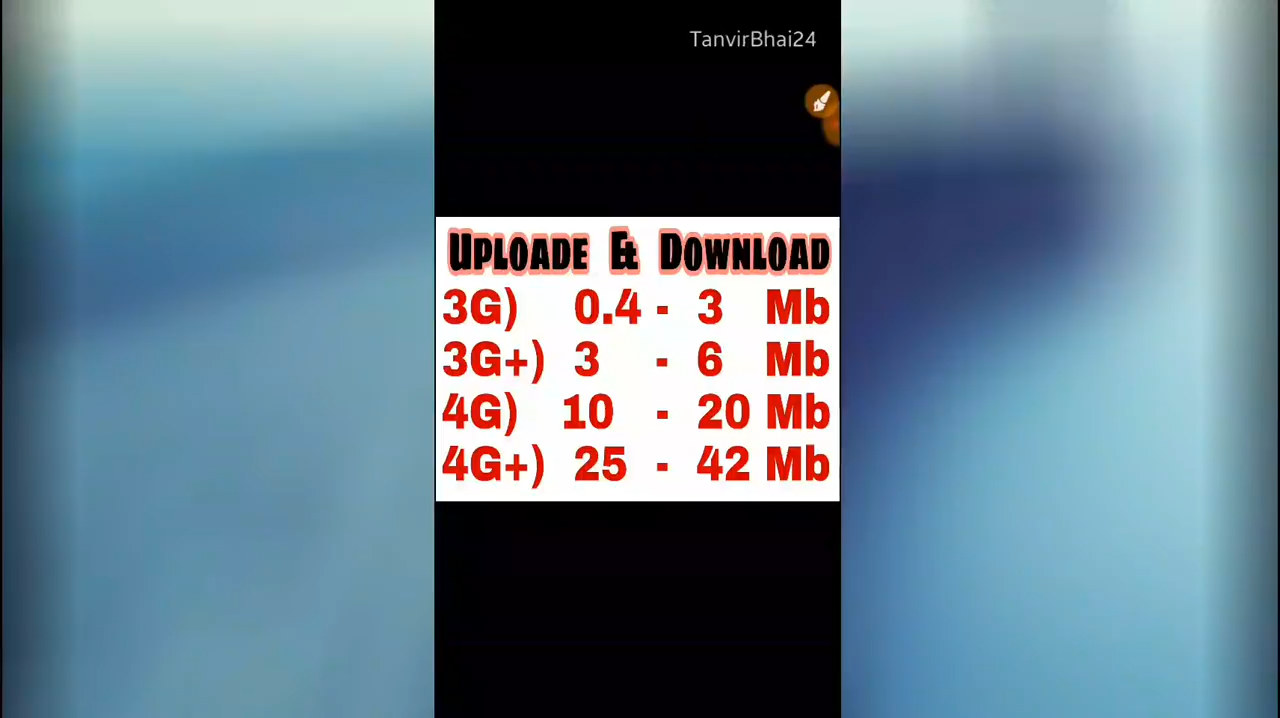 TanvirBhai24
UPLOADE & DOWNLOAD
3G) 0.4 - 3 Mb
3G+) 3 - 6 Mb
4G) 10 - 20 Mb
4G+) 25 - 42 Mb